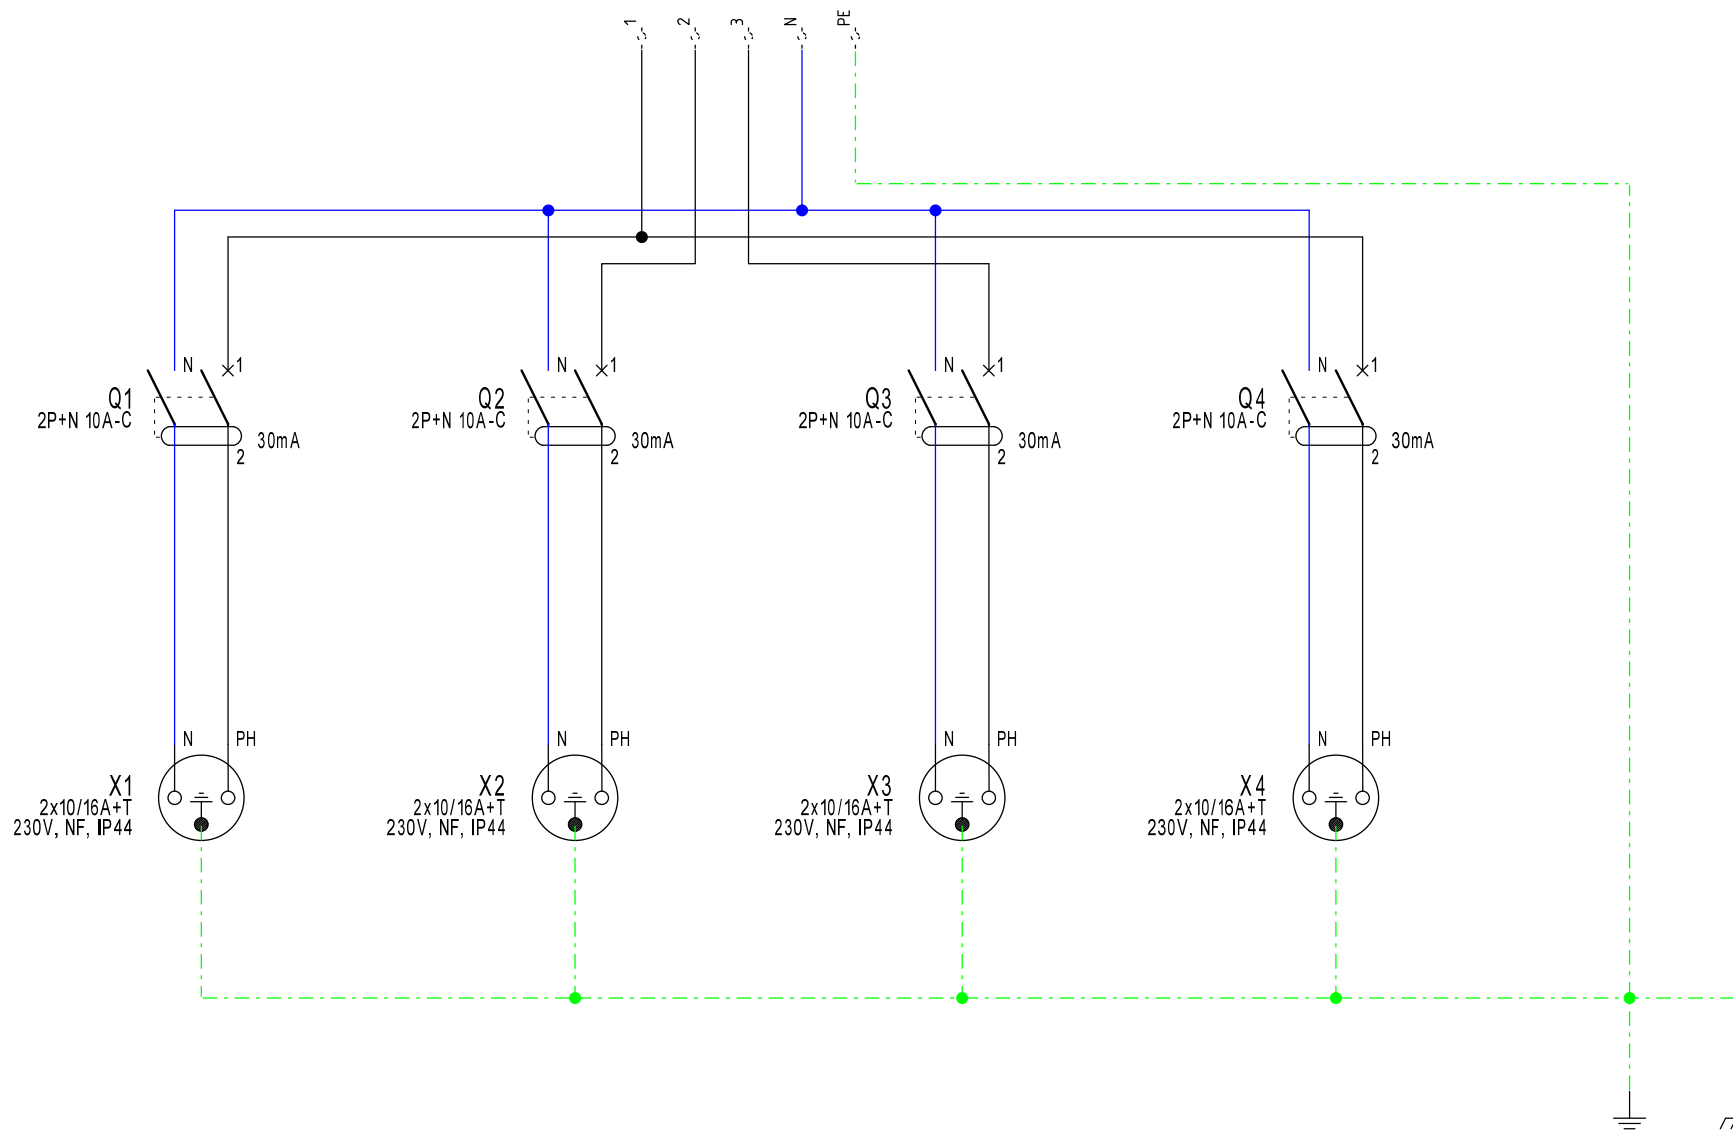 1 2 3 N PE
N 1 N 1 N 1 N 1
Q1 Q2 Q3 Q4
2P+N 10A-C 2P+N 10A-C 2P+N 10A-C 2P+N 10A-C
30mA 30mA 30mA 30mA
2 2 2 2
N PH N PH N PH N PH
X1 X2 X3 X4
2x10/16A+T 2x10/16A+T 2x10/16A+T 2x10/16A+T
230V, NF, IP44 230V, NF, IP44 230V, NF, IP44 230V, NF, IP44